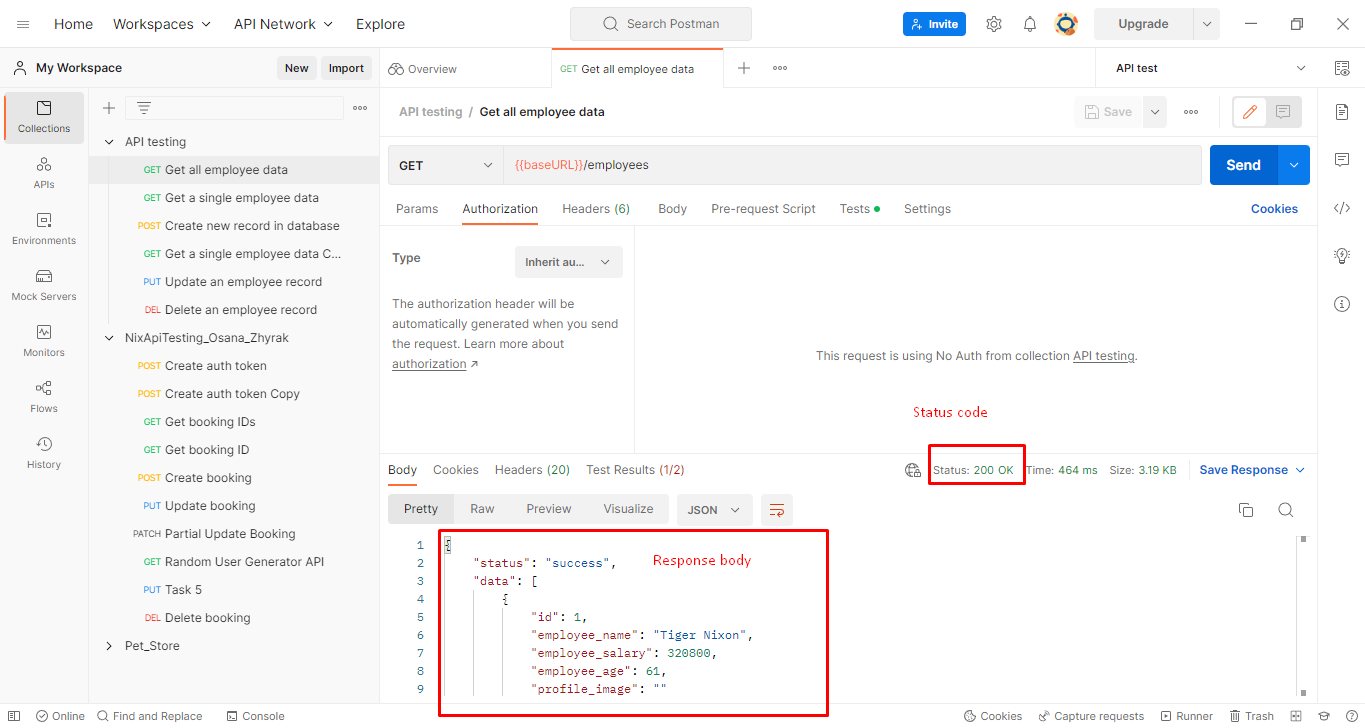 Home Workspaces API Network Explore Search Postman Invite Upgrade
My Workspace New Import Overview GET Get all employee data API test
Collections
APIs
Environments
Mock Servers
Monitors
Flows
History
API testing
GET Get all employee data
GET Get a single employee data
POST Create new record in database
GET Get a single employee data C...
PUT Update an employee record
DEL Delete an employee record
NixApiTesting_Osana_Zhyrak
POST Create auth token
POST Create auth token Copy
GET Get booking IDs
GET Get booking ID
POST Create booking
PUT Update booking
PATCH Partial Update Booking
GET Random User Generator API
PUT Task 5
DEL Delete booking
Pet_Store
API testing / Get all employee data Save
GET {{baseURL}}/employees Send
Params Authorization Headers (6) Body Pre-request Script Tests Settings Cookies
Type Inherit au...
The authorization header will be
automatically generated when you send
the request. Learn more about
authorization ↗
This request is using No Auth from collection API testing.
Status code
Body Cookies Headers (20) Test Results (1/2) Status: 200 OK Time: 464 ms Size: 3.19 KB Save Response
Pretty Raw Preview Visualize JSON
Response body
1 {
2 "status": "success",
3 "data": [
4 {
5 "id": 1,
6 "employee_name": "Tiger Nixon",
7 "employee_salary": 320800,
8 "employee_age": 61,
9 "profile_image": ""
Online Find and Replace Console Cookies Capture requests Runner Trash